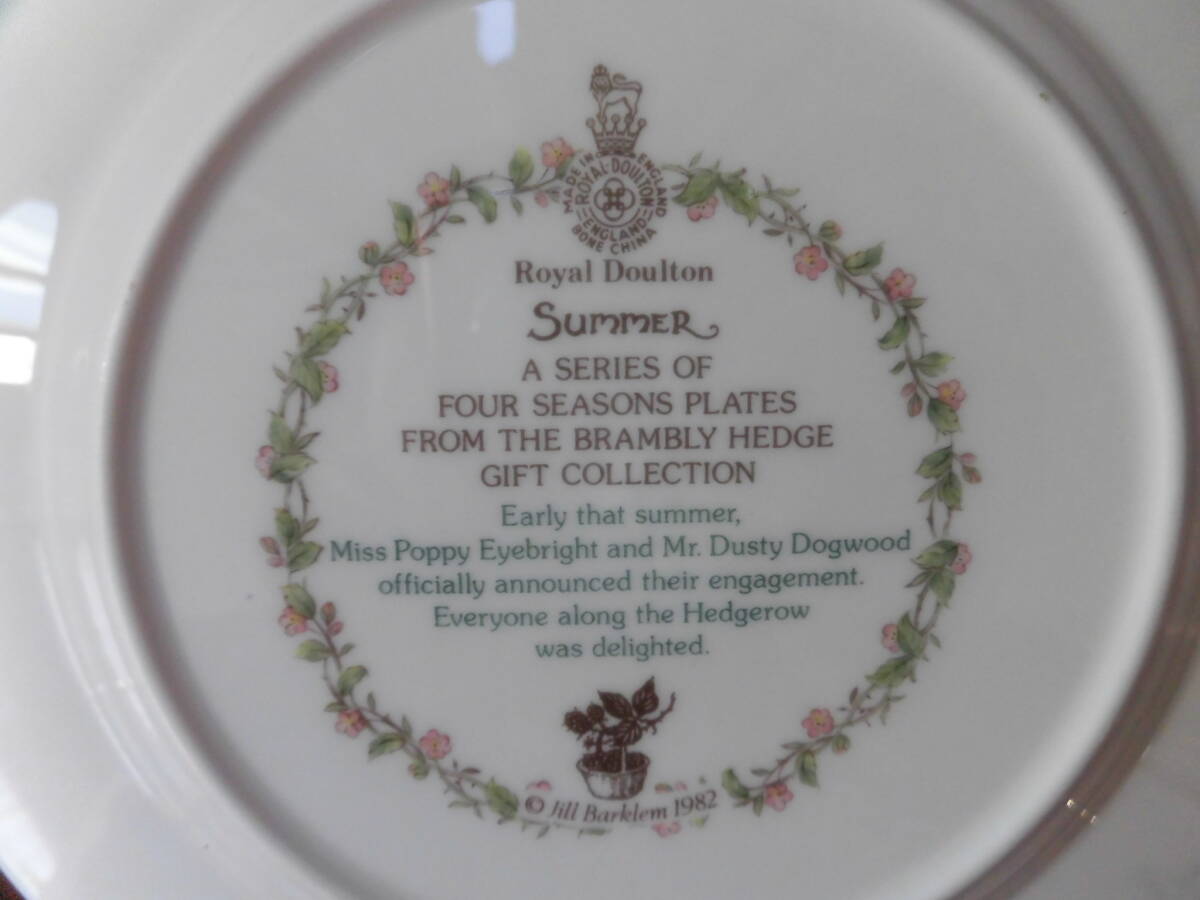 MADE IN ENGLAND
ROYAL·DOULTON
ENGLAND
BONE CHINA
Royal Doulton
SUMMER
A SERIES OF
FOUR SEASONS PLATES
FROM THE BRAMBLY HEDGE
GIFT COLLECTION
Early that summer,
Miss Poppy Eyebright and Mr. Dusty Dogwood
officially announced their engagement.
Everyone along the Hedgerow
was delighted.
© Jill Barklem 1982